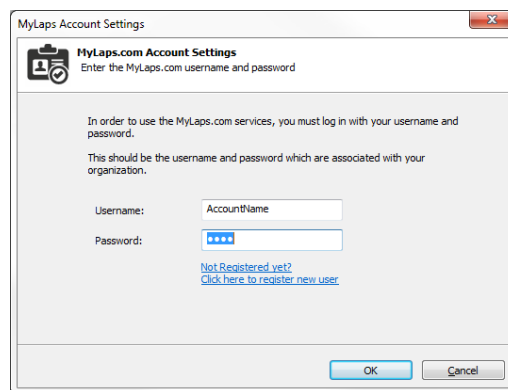 MyLaps Account Settings
MyLaps.com Account Settings
Enter the MyLaps.com username and password
In order to use the MyLaps.com services, you must log in with your username and
password.
This should be the username and password which are associated with your
organization.
Username:
AccountName
Password:
Not Registered yet?
Click here to register new user
OK
Cancel